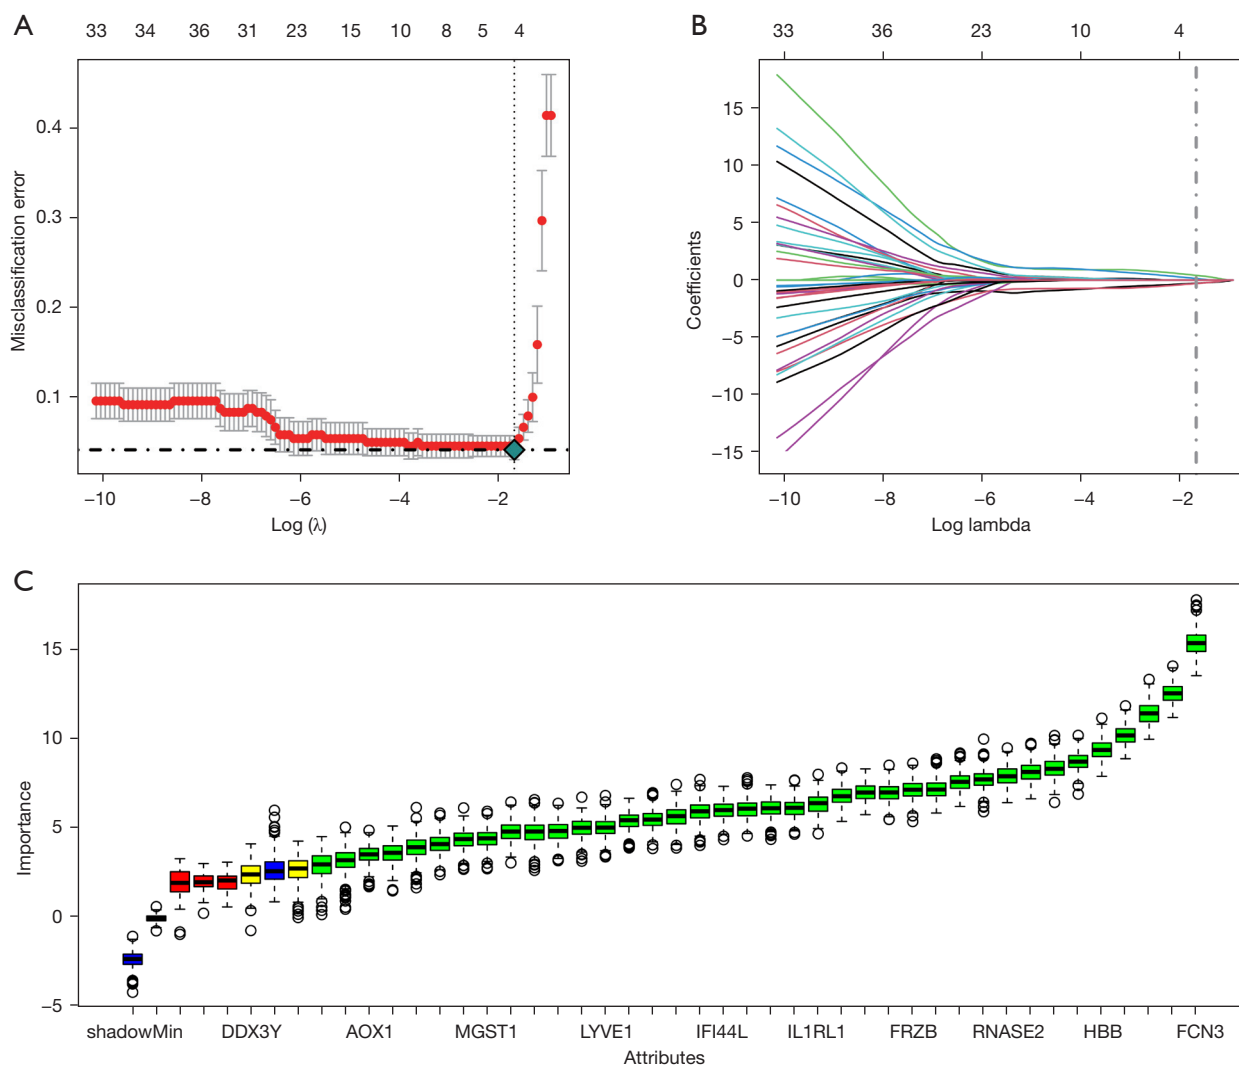 A
33 34 36 31 23 15 10 8 5 4
Misclassification error
0.4
0.3
0.2
0.1
−10 −8 −6 −4 −2
Log (λ)
B
33 36 23 10 4
Coefficients
15
10
5
0
−5
−10
−15
−10 −8 −6 −4 −2
Log lambda
C
Importance
15
10
5
0
−5
shadowMin DDX3Y AOX1 MGST1 LYVE1 IFI44L IL1RL1 FRZB RNASE2 HBB FCN3
Attributes